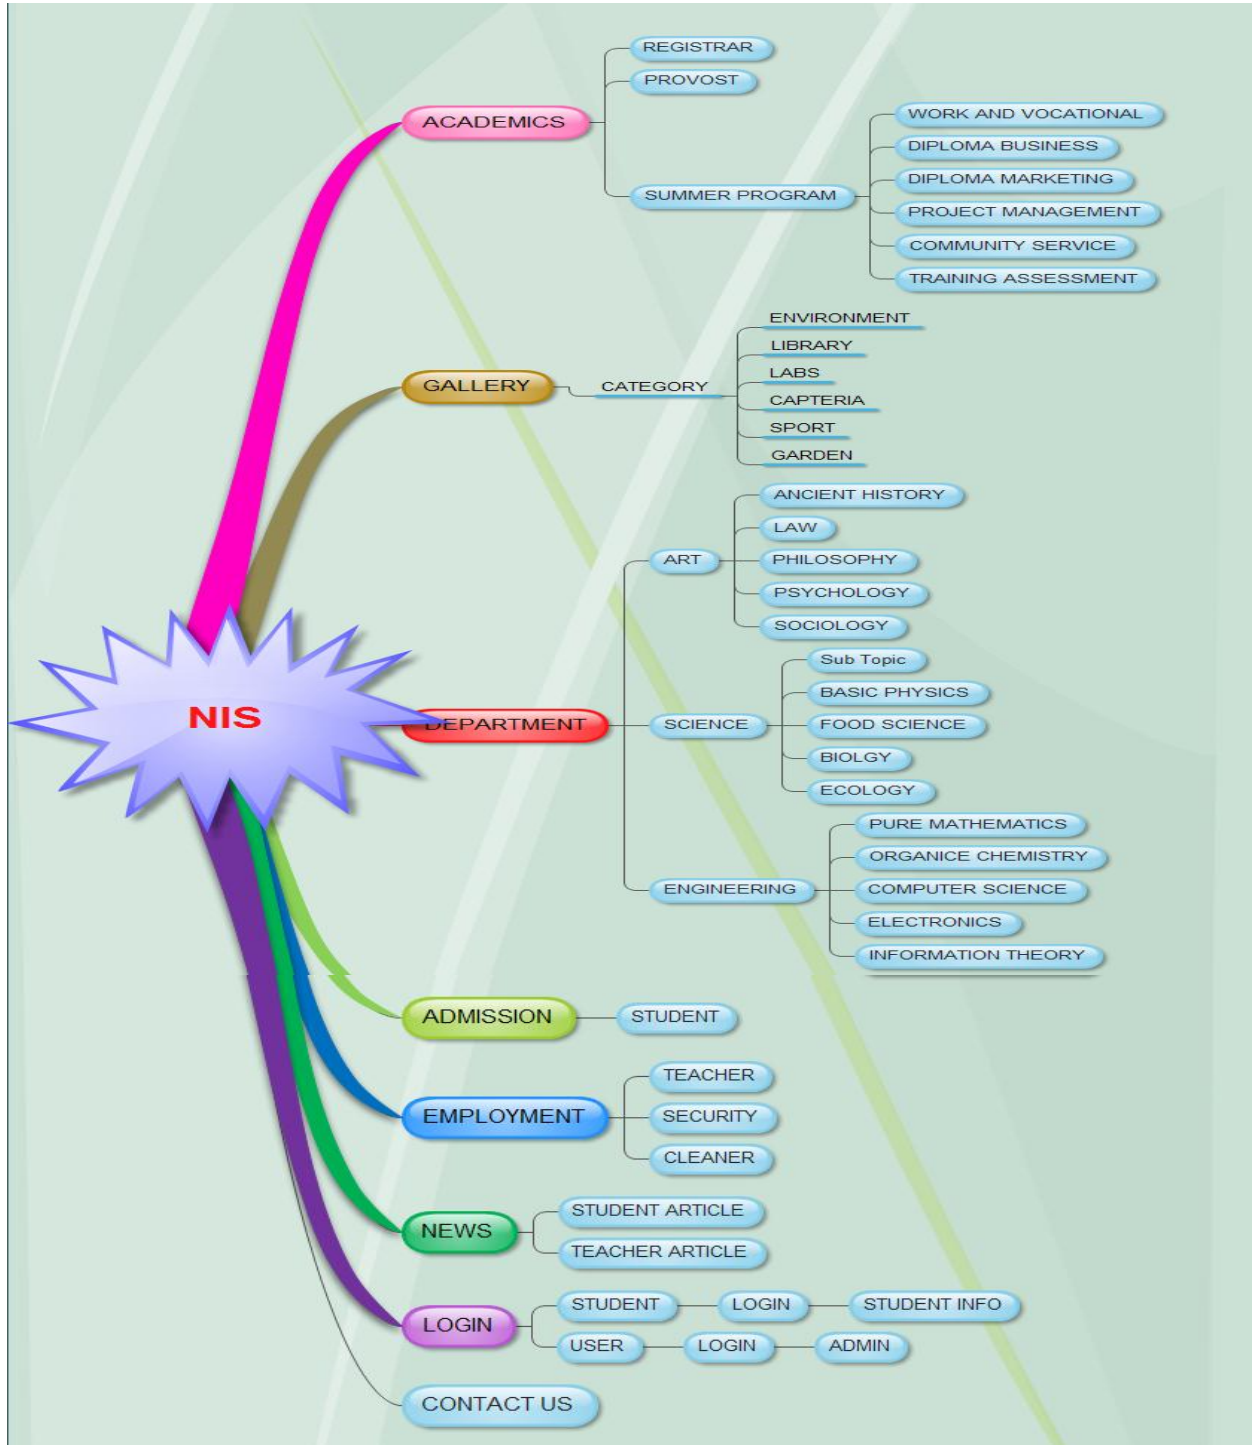 REGISTRAR
PROVOST
ACADEMICS
WORK AND VOCATIONAL
DIPLOMA BUSINESS
DIPLOMA MARKETING
SUMMER PROGRAM
PROJECT MANAGEMENT
COMMUNITY SERVICE
TRAINING ASSESSMENT
ENVIRONMENT
LIBRARY
LABS
GALLERY
CATEGORY
CAPTERIA
SPORT
GARDEN
ANCIENT HISTORY
LAW
ART
PHILOSOPHY
PSYCHOLOGY
SOCIOLOGY
Sub Topic
BASIC PHYSICS
NIS
DEPARTMENT
SCIENCE
FOOD SCIENCE
BIOLGY
ECOLOGY
PURE MATHEMATICS
ORGANICE CHEMISTRY
ENGINEERING
COMPUTER SCIENCE
ELECTRONICS
INFORMATION THEORY
ADMISSION
STUDENT
TEACHER
EMPLOYMENT
SECURITY
CLEANER
STUDENT ARTICLE
NEWS
TEACHER ARTICLE
STUDENT
LOGIN
STUDENT INFO
LOGIN
USER
LOGIN
ADMIN
CONTACT US